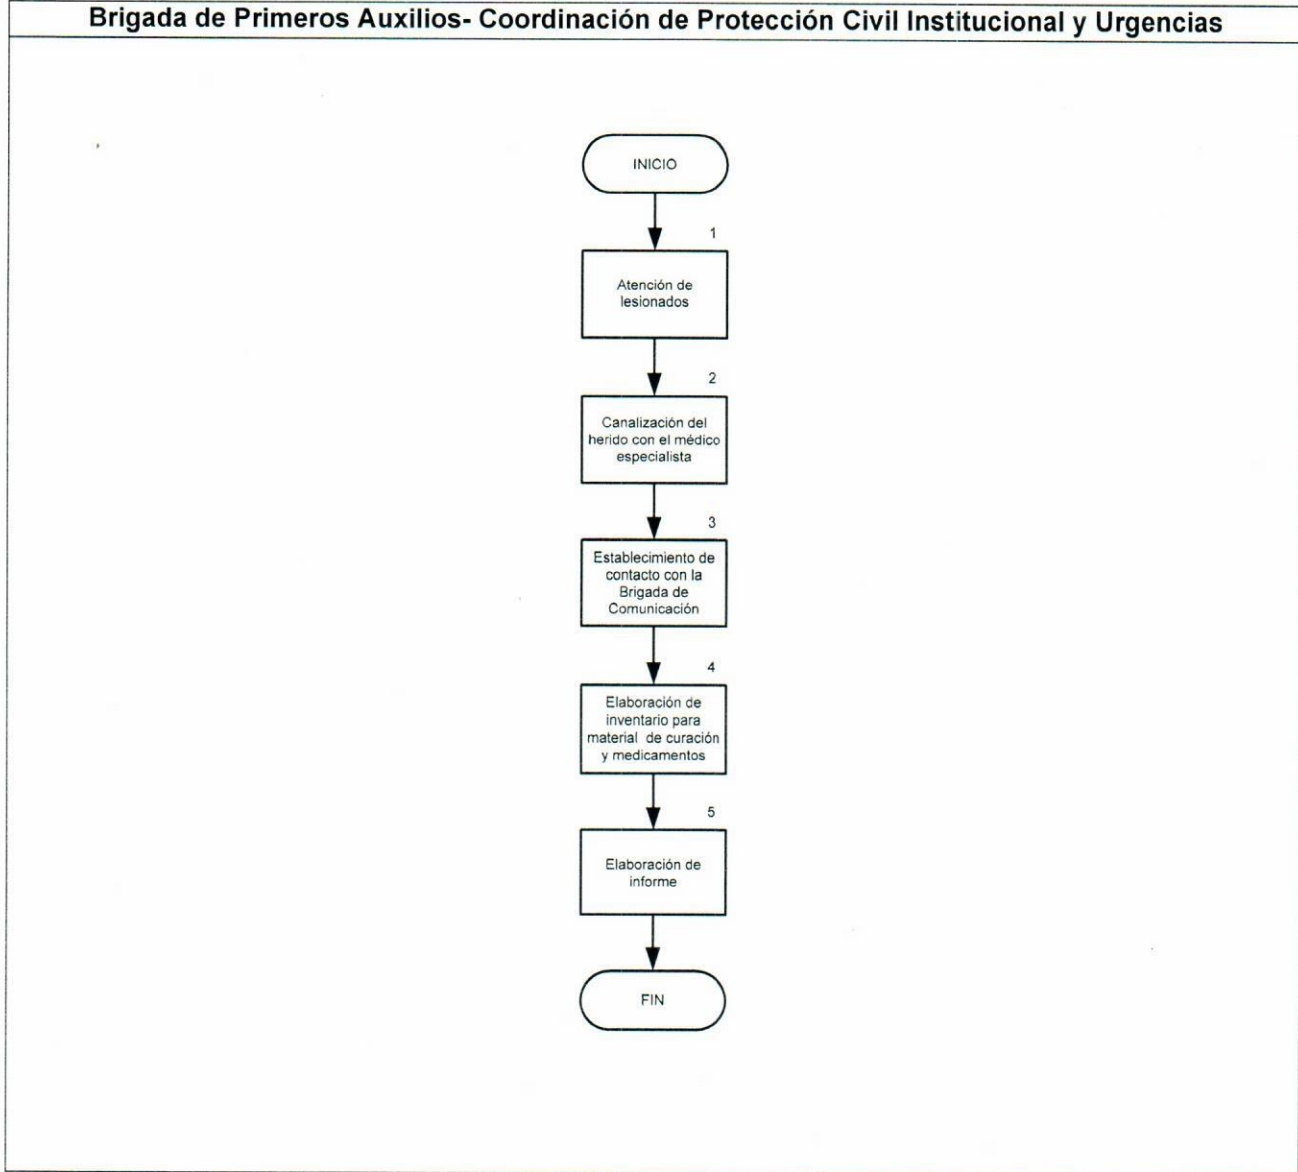 Brigada de Primeros Auxilios- Coordinación de Protección Civil Institucional y Urgencias
INICIO
1
Atención de
lesionados
2
Canalización del
herido con el médico
especialista
3
Establecimiento de
contacto con la
Brigada de
Comunicación
4
Elaboración de
inventario para
material de curación
y medicamentos
5
Elaboración de
informe
FIN